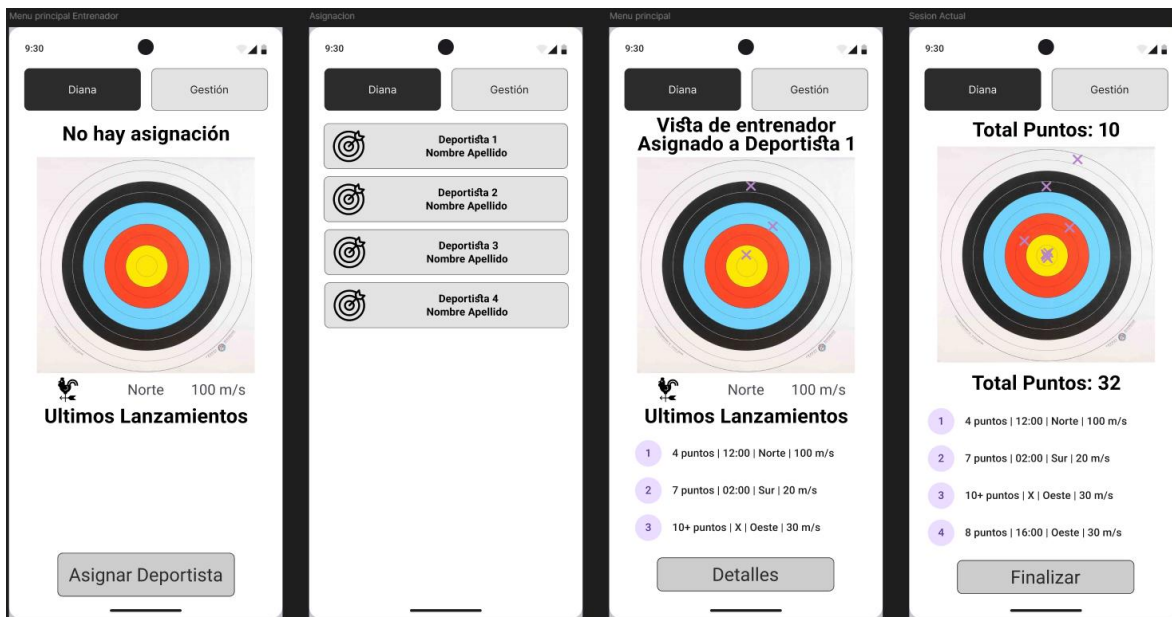 Menu principal Entrenador
9:30
Diana
Gestión
No hay asignación
Norte 100 m/s
Ultimos Lanzamientos
Asignar Deportista
Asignacion
9:30
Diana
Gestión
Deportista 1
Nombre Apellido
Deportista 2
Nombre Apellido
Deportista 3
Nombre Apellido
Deportista 4
Nombre Apellido
Menu principal
9:30
Diana
Gestión
Vista de entrenador
Asignado a Deportista 1
Norte 100 m/s
Ultimos Lanzamientos
1 4 puntos | 12:00 | Norte | 100 m/s
2 7 puntos | 02:00 | Sur | 20 m/s
3 10+ puntos | X | Oeste | 30 m/s
Detalles
Sesion Actual
9:30
Diana
Gestión
Total Puntos: 10
Total Puntos: 32
1 4 puntos | 12:00 | Norte | 100 m/s
2 7 puntos | 02:00 | Sur | 20 m/s
3 10+ puntos | X | Oeste | 30 m/s
4 8 puntos | 16:00 | Oeste | 30 m/s
Finalizar